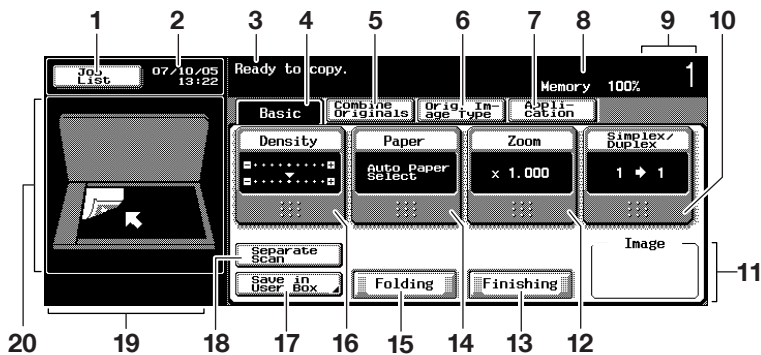 1 2 3 4 5 6 7 8 9 10
Job List
07/10/05
13:22
Ready to copy.
Memory 100%
1
Basic
Combine Originals
Orig. Im-age Type
Appli-cation
Density
Paper
Zoom
Simplex/Duplex
Auto Paper Select
x 1.000
1 ➔ 1
Separate Scan
Save in User Box
Folding
Finishing
Image
11
20 19 18 17 16 15 14 13 12